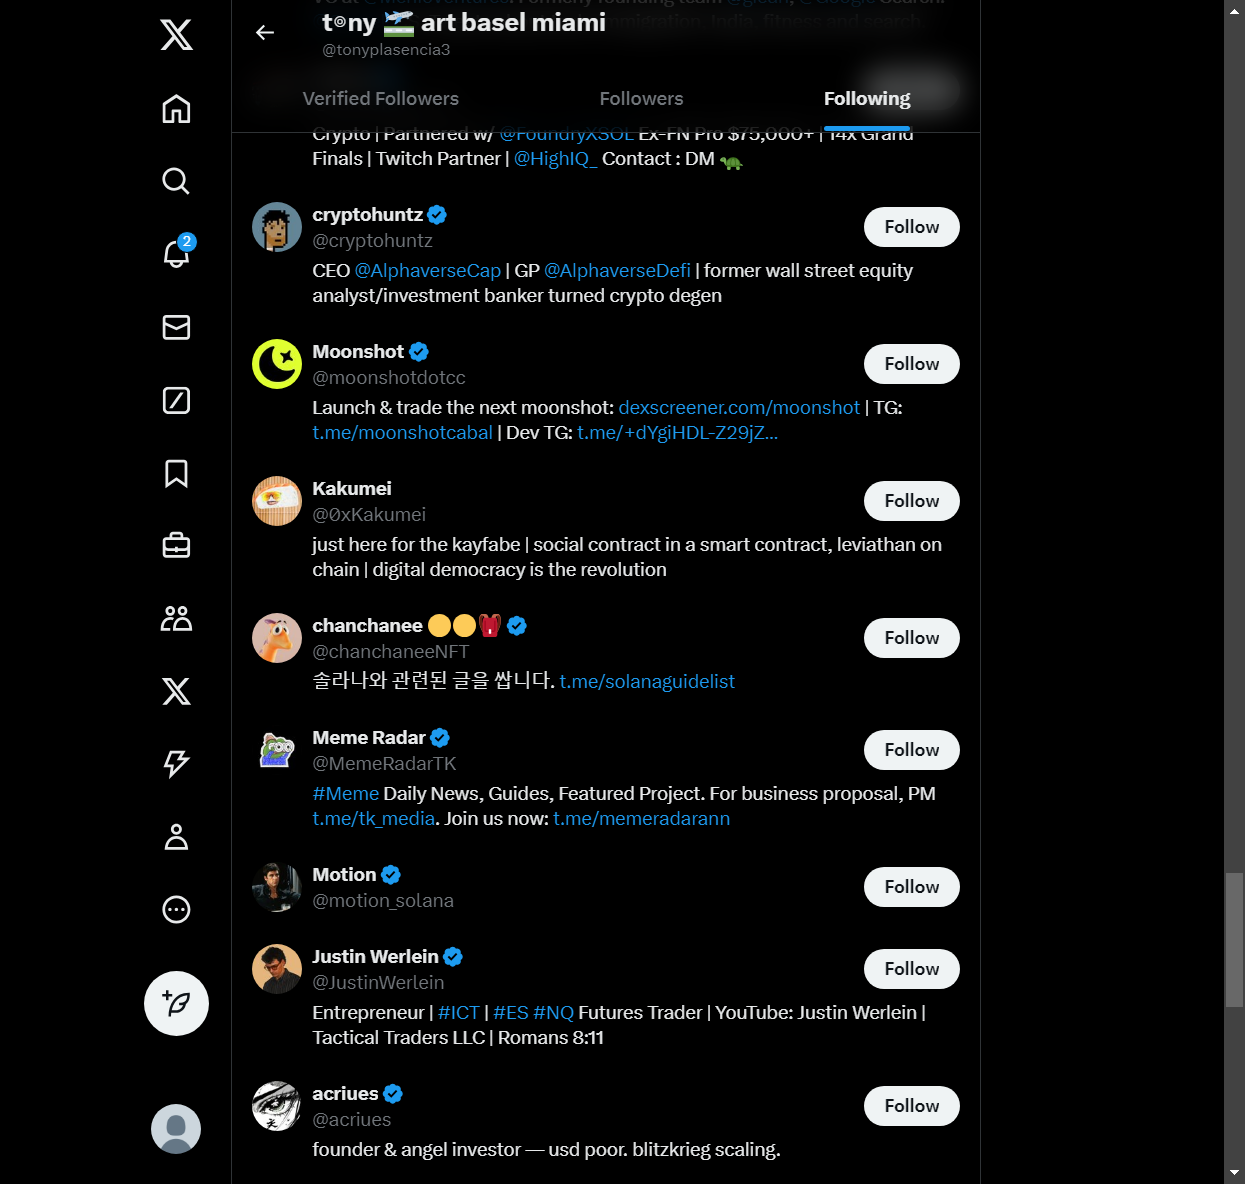 t◎ny 🛫 art basel miami
@tonyplasencia3
Verified Followers
Followers
Following
Crypto | Partnered w/ @FoundryXSOL Ex-FN Pro $75,000+ | 14x Grand
Finals | Twitch Partner | @HighIQ_ Contact : DM 🐢
cryptohuntz
@cryptohuntz
Follow
CEO @AlphaverseCap | GP @AlphaverseDefi | former wall street equity
analyst/investment banker turned crypto degen
Moonshot
@moonshotdotcc
Follow
Launch & trade the next moonshot: dexscreener.com/moonshot | TG:
t.me/moonshotcabal | Dev TG: t.me/+dYgiHDL-Z29jZ…
Kakumei
@0xKakumei
Follow
just here for the kayfabe | social contract in a smart contract, leviathan on
chain | digital democracy is the revolution
chanchanee 🟡🟡🎒
@chanchaneeNFT
Follow
솔라나와 관련된 글을 쌉니다. t.me/solanaguidelist
Meme Radar
@MemeRadarTK
Follow
#Meme Daily News, Guides, Featured Project. For business proposal, PM
t.me/tk_media. Join us now: t.me/memeradarann
Motion
@motion_solana
Follow
Justin Werlein
@JustinWerlein
Follow
Entrepreneur | #ICT | #ES #NQ Futures Trader | YouTube: Justin Werlein |
Tactical Traders LLC | Romans 8:11
acriues
@acriues
Follow
founder & angel investor — usd poor. blitzkrieg scaling.
2